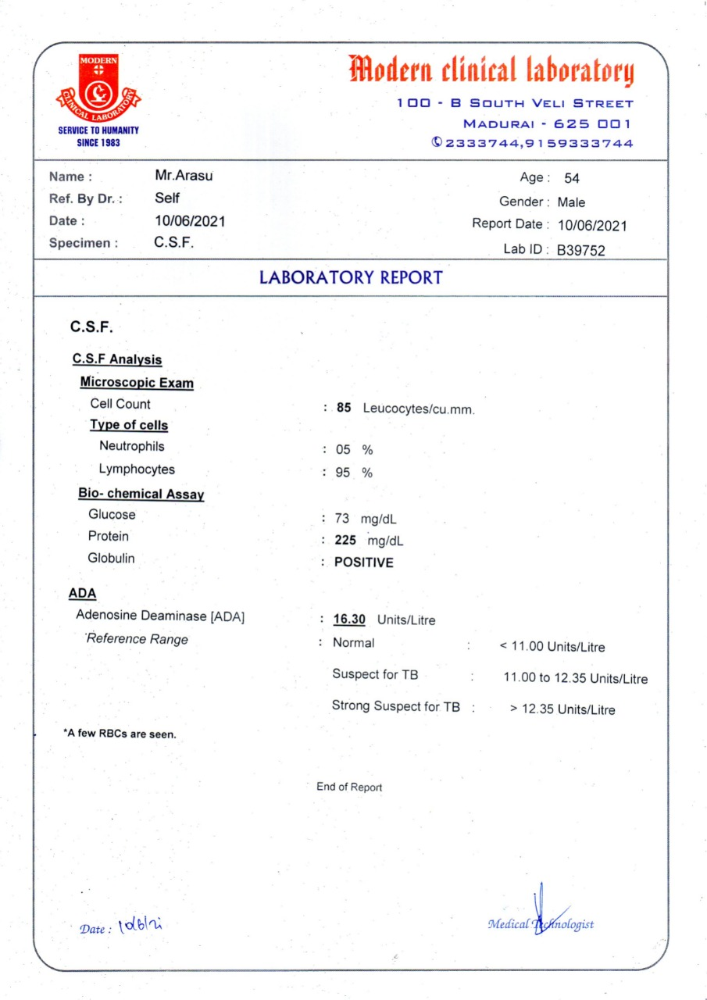 MODERN
CLINICAL LABORATORY
SERVICE TO HUMANITY
SINCE 1983
Modern clinical laboratory
100 - B SOUTH VELI STREET
MADURAI - 625 001
✆2333744,9159333744
Name : Mr.Arasu Age : 54
Ref. By Dr. : Self Gender : Male
Date : 10/06/2021 Report Date : 10/06/2021
Specimen : C.S.F. Lab ID : B39752
LABORATORY REPORT
C.S.F.
C.S.F Analysis
Microscopic Exam
Cell Count : 85 Leucocytes/cu.mm.
Type of cells
Neutrophils : 05 %
Lymphocytes : 95 %
Bio- chemical Assay
Glucose : 73 mg/dL
Protein : 225 mg/dL
Globulin : POSITIVE
ADA
Adenosine Deaminase [ADA] : 16.30 Units/Litre
Reference Range : Normal : < 11.00 Units/Litre
Suspect for TB : 11.00 to 12.35 Units/Litre
Strong Suspect for TB : > 12.35 Units/Litre
*A few RBCs are seen.
End of Report
Date : 10/6/21
Medical Technologist